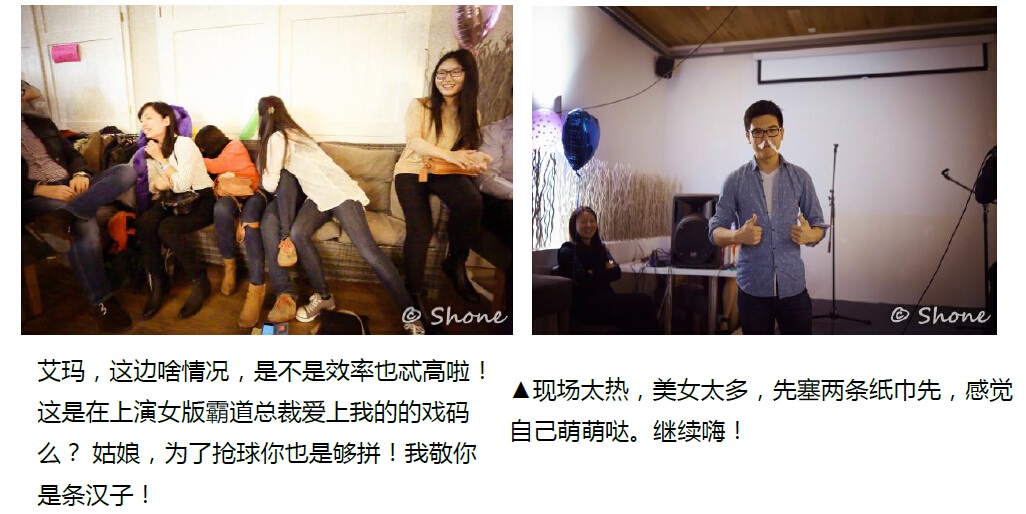 © Shone
© Shone
艾玛，这边啥情况，是不是效率也忒高啦！
这是在上演女版霸道总裁爱上我的的戏码
么？ 姑娘，为了抢球你也是够拼！我敬你
是条汉子！
▲现场太热，美女太多，先塞两条纸巾先，感觉
自己萌萌哒。继续嗨！